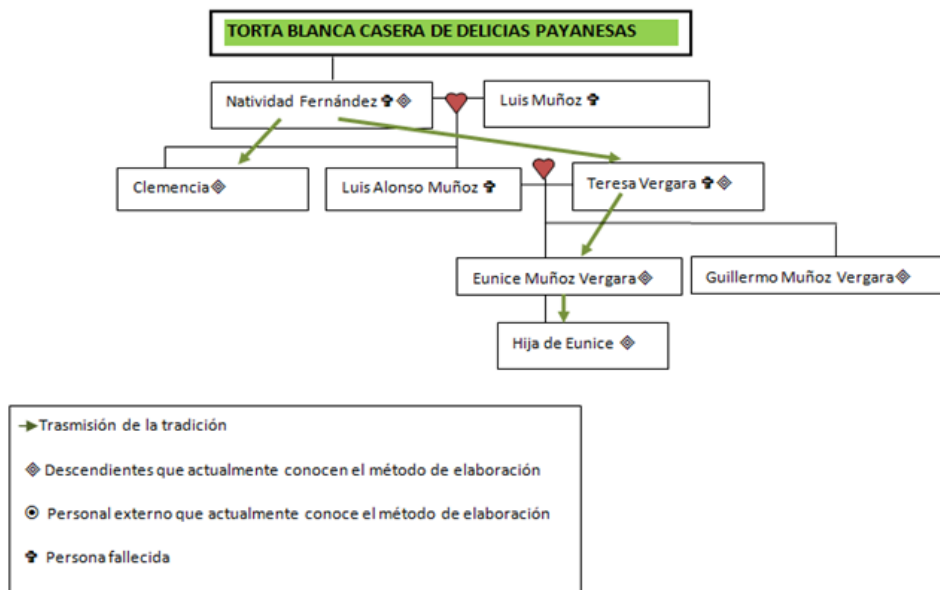 TORTA BLANCA CASERA DE DELICIAS PAYANESAS
Natividad Fernández ✞ ◈
Luis Muñoz ✞
Clemencia ◈
Luis Alonso Muñoz ✞
Teresa Vergara ✞ ◈
Eunice Muñoz Vergara ◈
Guillermo Muñoz Vergara ◈
Hija de Eunice ◈
Trasmisión de la tradición
◈ Descendientes que actualmente conocen el método de elaboración
⦿ Personal externo que actualmente conoce el método de elaboración
✞ Persona fallecida